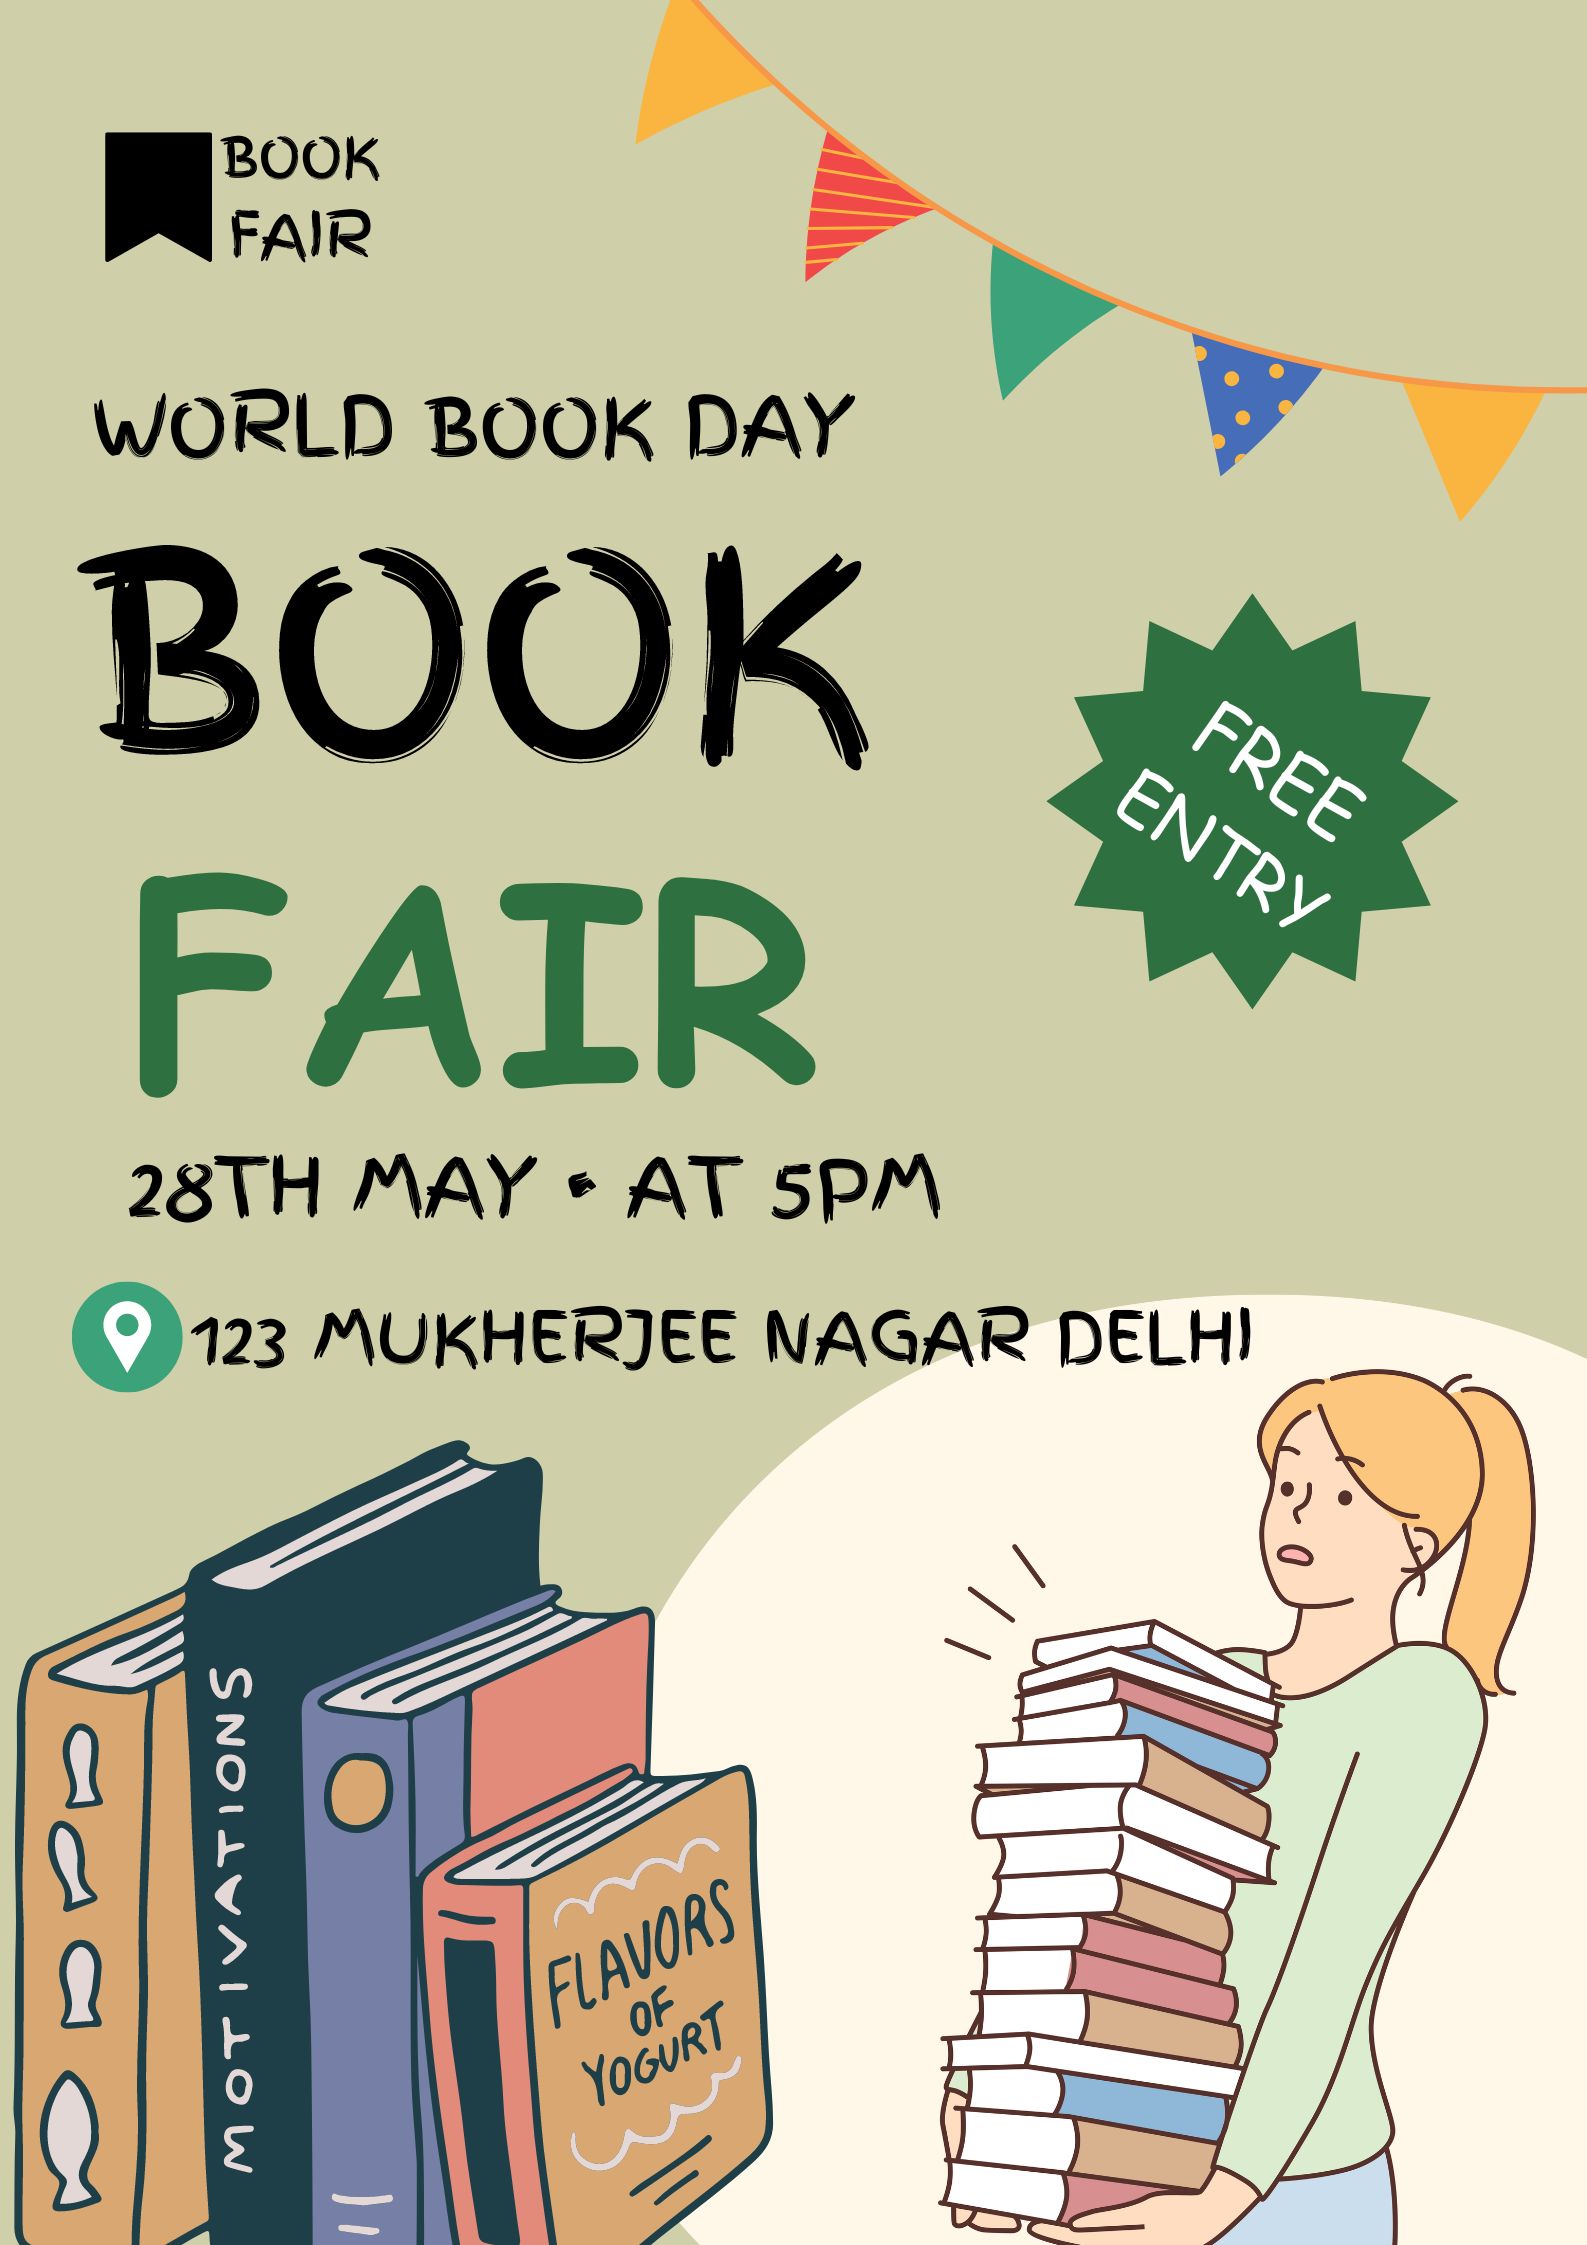 BOOK
FAIR
WORLD BOOK DAY
BOOK
FAIR
FREE
ENTRY
28TH MAY • AT 5PM
123 MUKHERJEE NAGAR DELHI
MOTIVATIONS
FLAVORS
OF
YOGURT